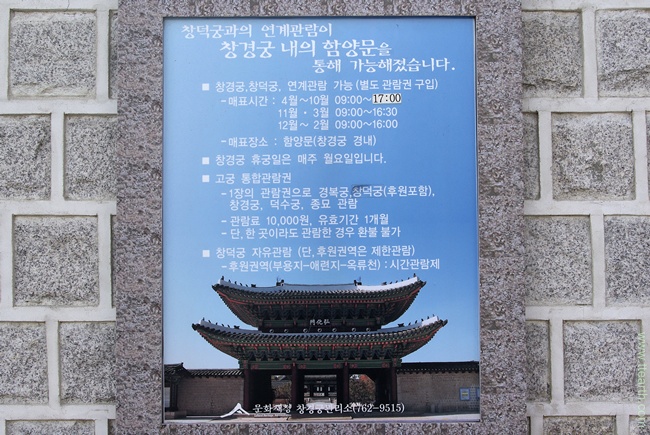 창덕궁과의 연계관람이
창경궁 내의 함양문을
통해 가능해졌습니다.
■ 창경궁,창덕궁, 연계관람 가능 (별도 관람권 구입)
-매표시간 : 4월~10월 09:00~17:00
11월 · 3월 09:00~16:30
12월~ 2월 09:00~16:00
-매표장소 : 함양문(창경궁 경내)
■ 창경궁 휴궁일은 매주 월요일입니다.
■ 고궁 통합관람권
-1장의 관람권으로 경복궁,창덕궁(후원포함),
창경궁, 덕수궁, 종묘 관람
-관람료 10,000원, 유효기간 1개월
-단,한 곳이라도 관람한 경우 환불 불가
■ 창덕궁 자유관람 (단,후원권역은 제한관람)
-후원권역(부용지-애련지-옥류천) : 시간관람제
문화재청 창경궁관리소(762-9515)